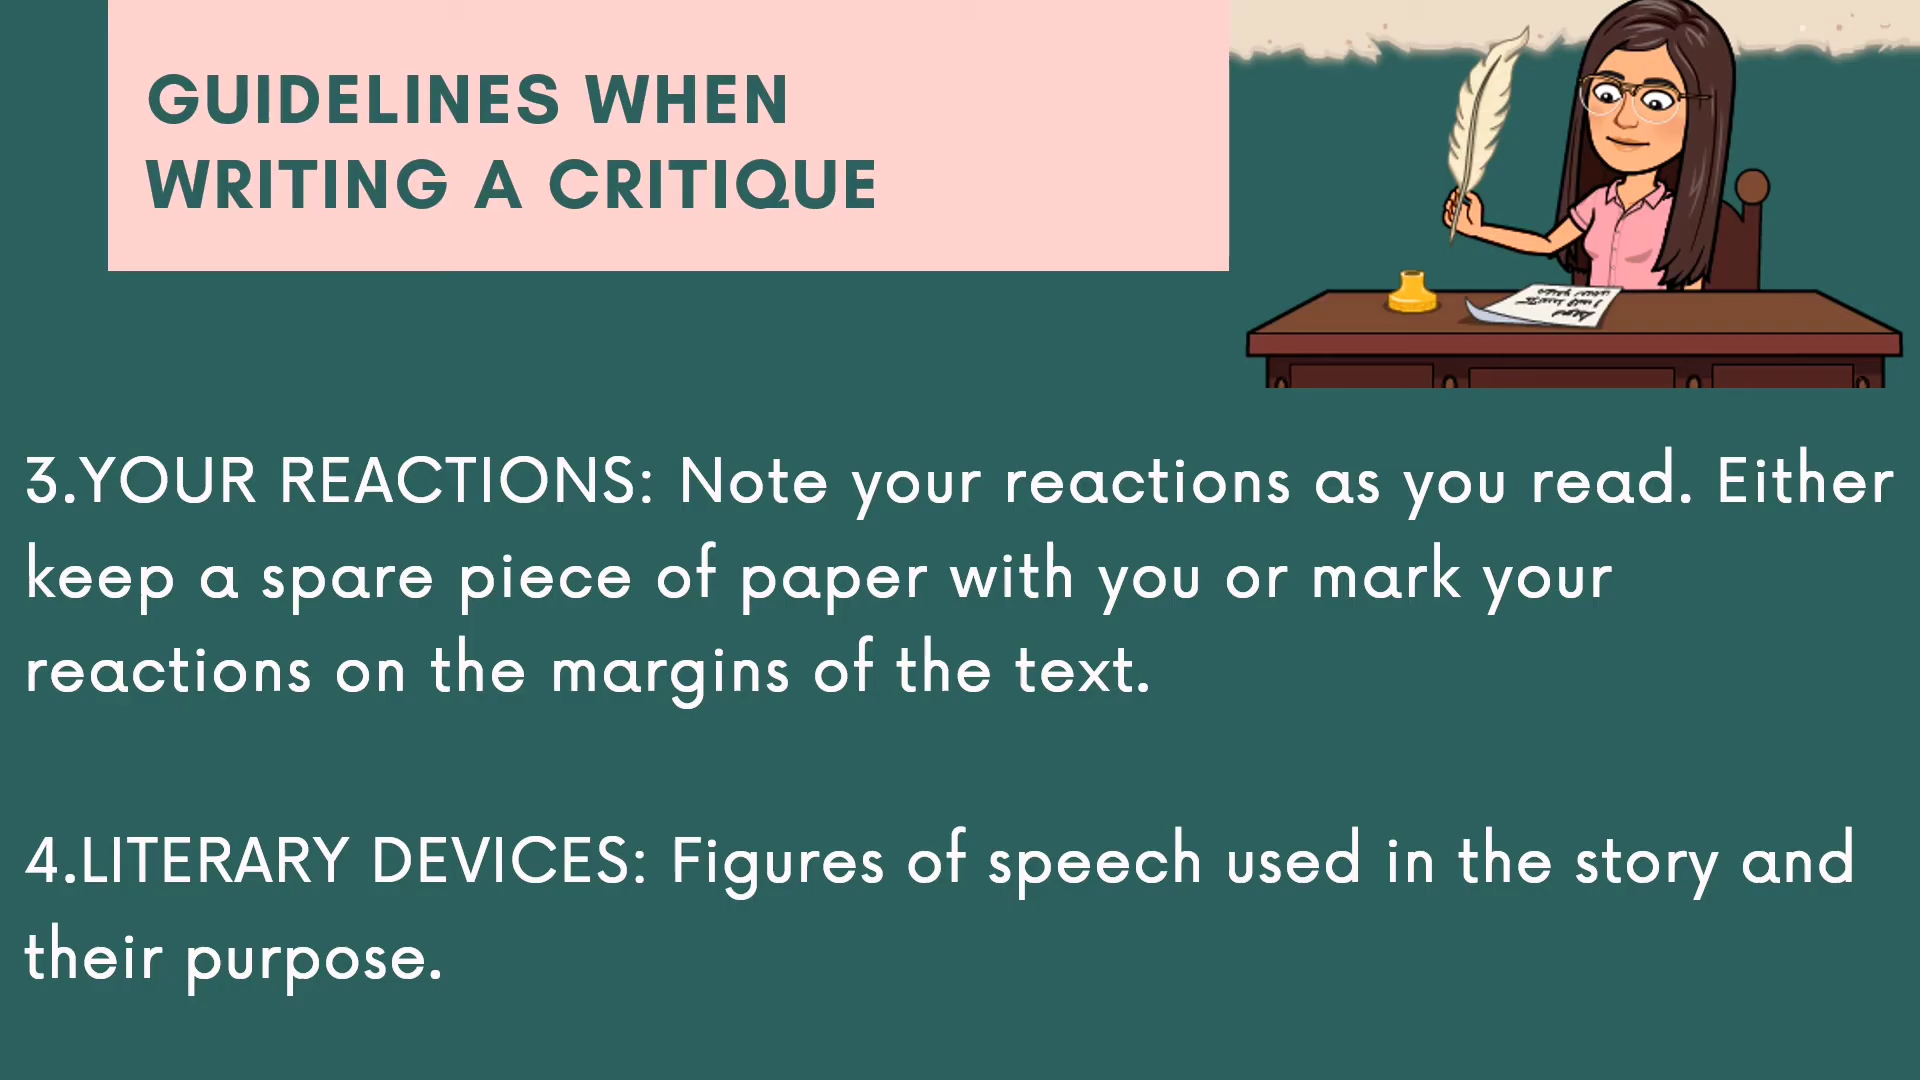 GUIDELINES WHEN
WRITING A CRITIQUE
3.YOUR REACTIONS: Note your reactions as you read. Either
keep a spare piece of paper with you or mark your
reactions on the margins of the text.
4.LITERARY DEVICES: Figures of speech used in the story and
their purpose.